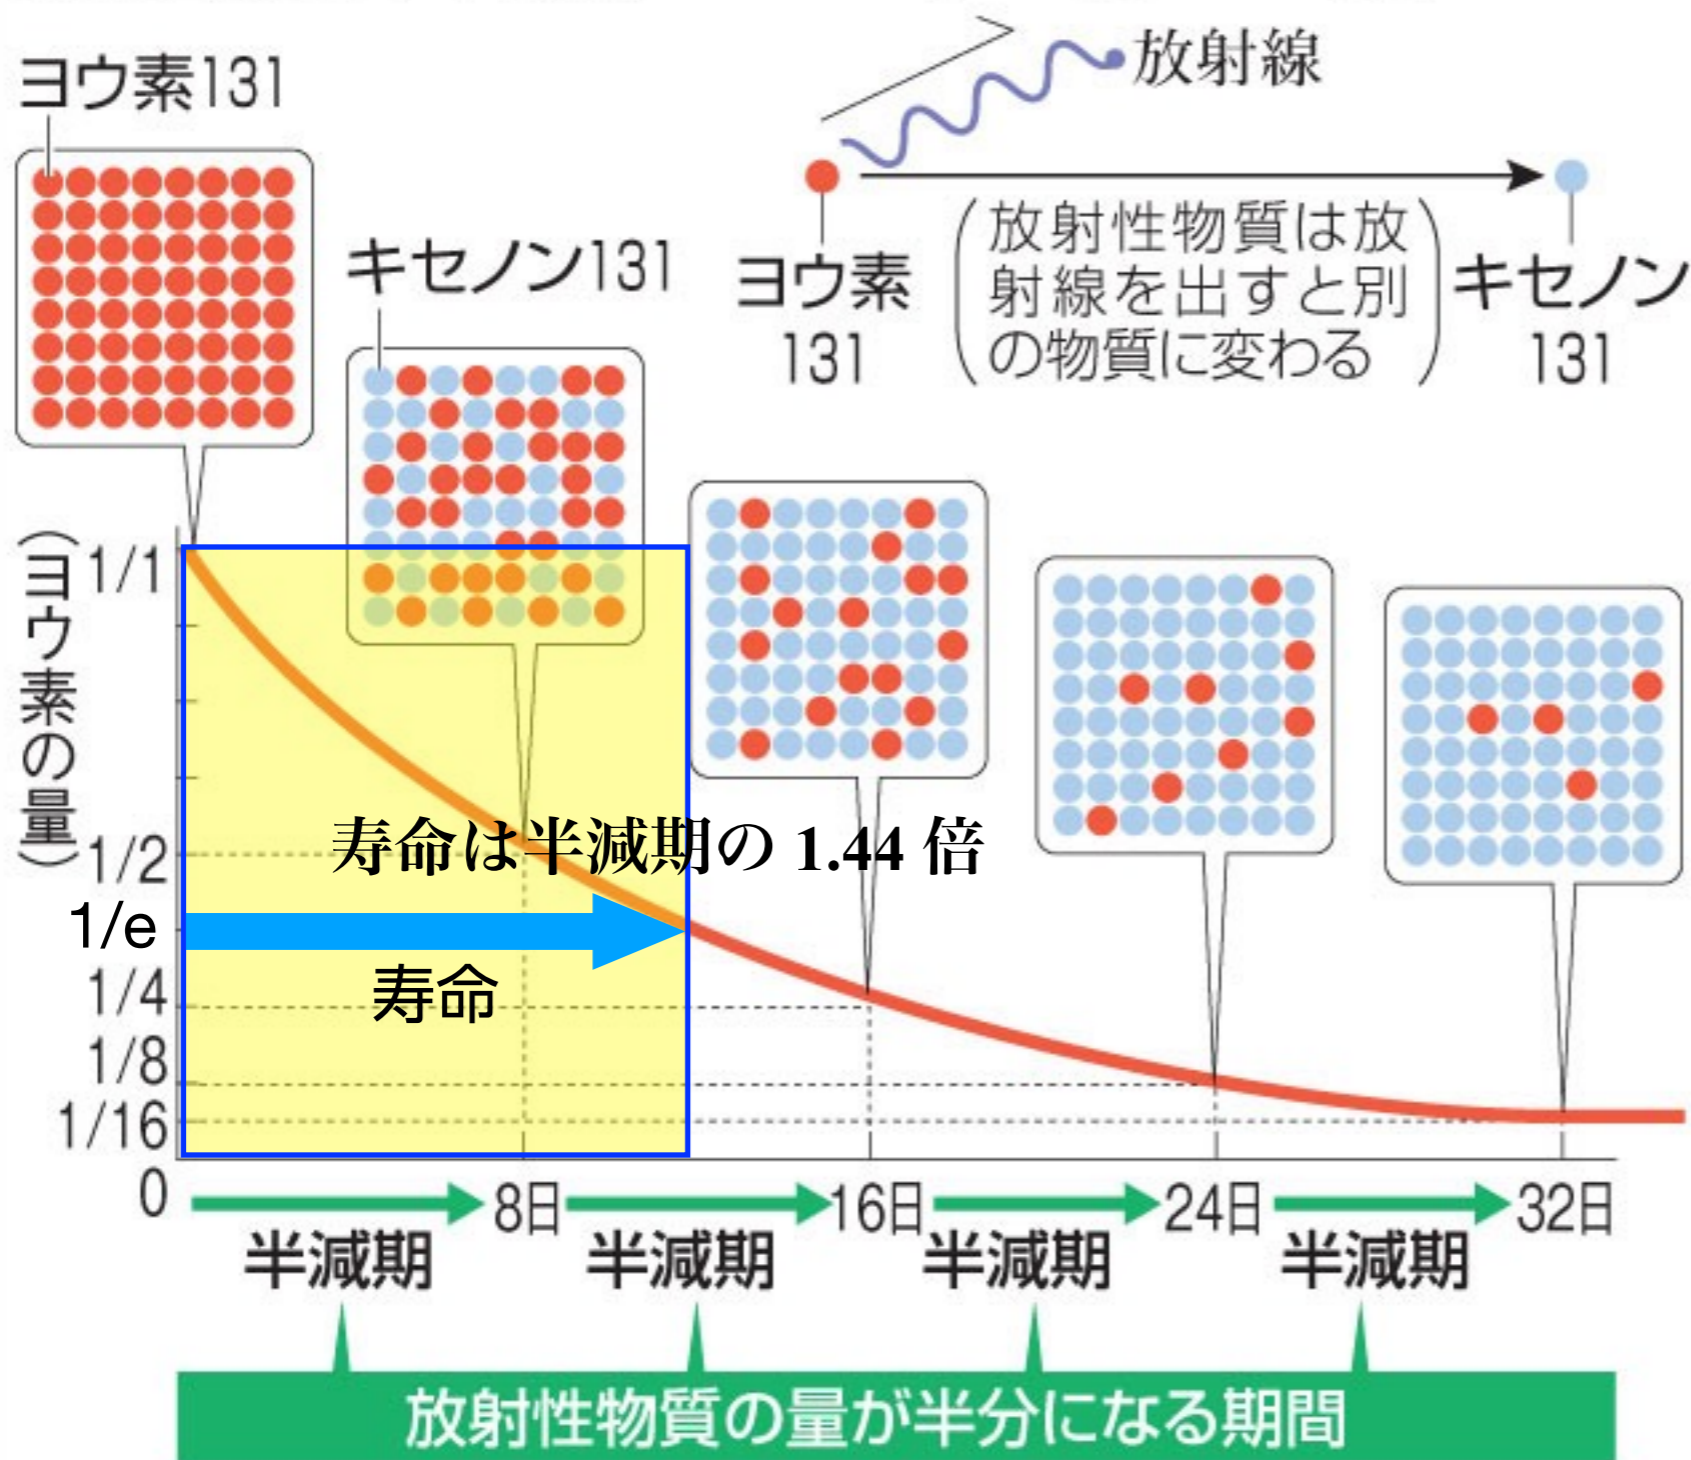 ヨウ素131
放射線
キセノン131
ヨウ素
131
放射性物質は放
射線を出すと別
の物質に変わる
キセノン
131
(ヨウ素の量)
1/1
1/2
寿命は半減期の 1.44 倍
1/e
寿命
1/4
1/8
1/16
0
8日
16日
24日
32日
半減期
半減期
半減期
半減期
放射性物質の量が半分になる期間